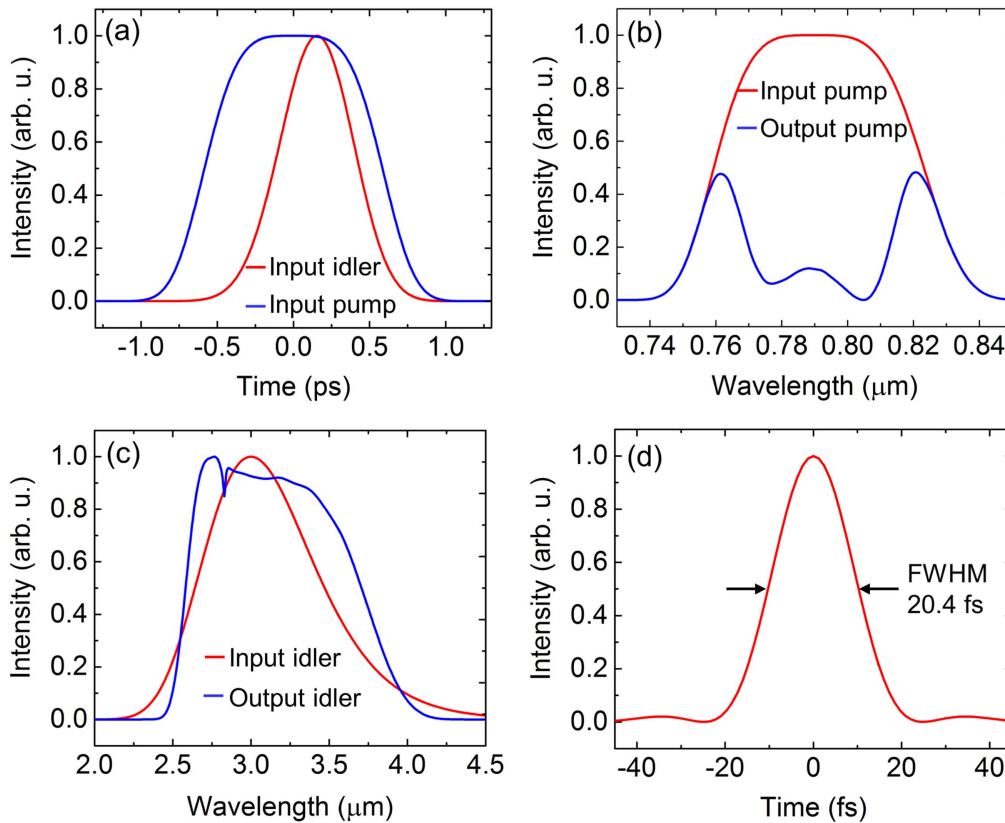 (a)
Intensity (arb. u.)
1.0
0.8
0.6
0.4
0.2
0.0
Input idler
Input pump
-1.0 -0.5 0.0 0.5 1.0
Time (ps)
(b)
Intensity (arb. u.)
1.0
0.8
0.6
0.4
0.2
0.0
Input pump
Output pump
0.74 0.76 0.78 0.80 0.82 0.84
Wavelength (μm)
(c)
Intensity (arb. u.)
1.0
0.8
0.6
0.4
0.2
0.0
Input idler
Output idler
2.0 2.5 3.0 3.5 4.0 4.5
Wavelength (μm)
(d)
Intensity (arb. u.)
1.0
0.8
0.6
0.4
0.2
0.0
FWHM
20.4 fs
-40 -20 0 20 40
Time (fs)